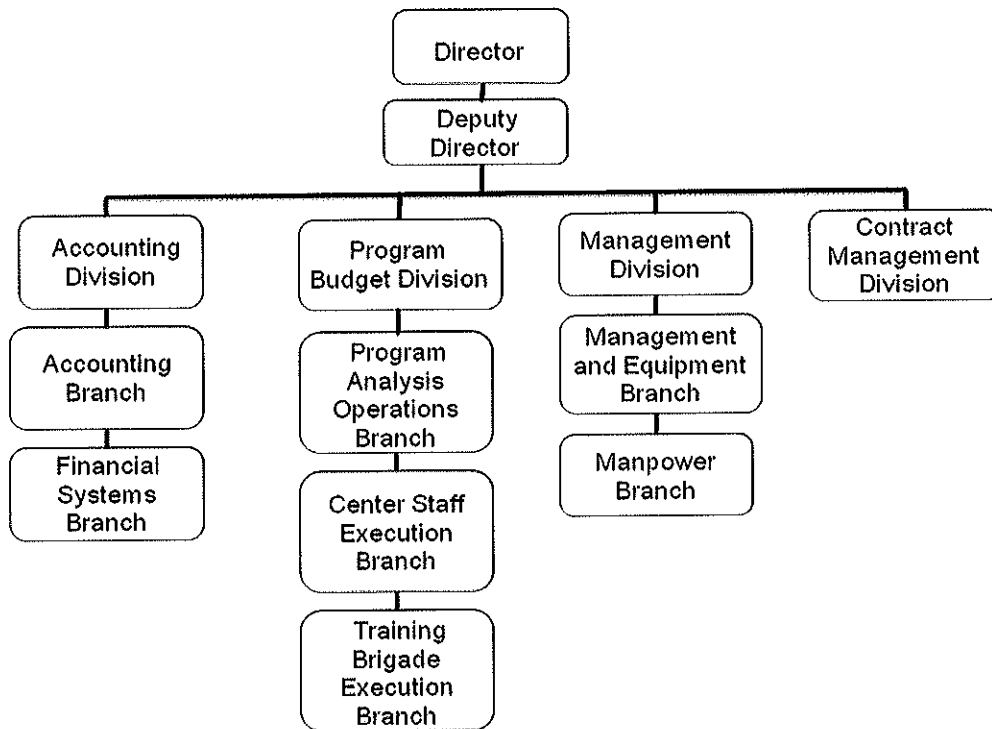 Director
Deputy
Director
Accounting
Division
Program
Budget Division
Management
Division
Contract
Management
Division
Accounting
Branch
Program
Analysis
Operations
Branch
Management
and Equipment
Branch
Financial
Systems
Branch
Center Staff
Execution
Branch
Manpower
Branch
Training
Brigade
Execution
Branch